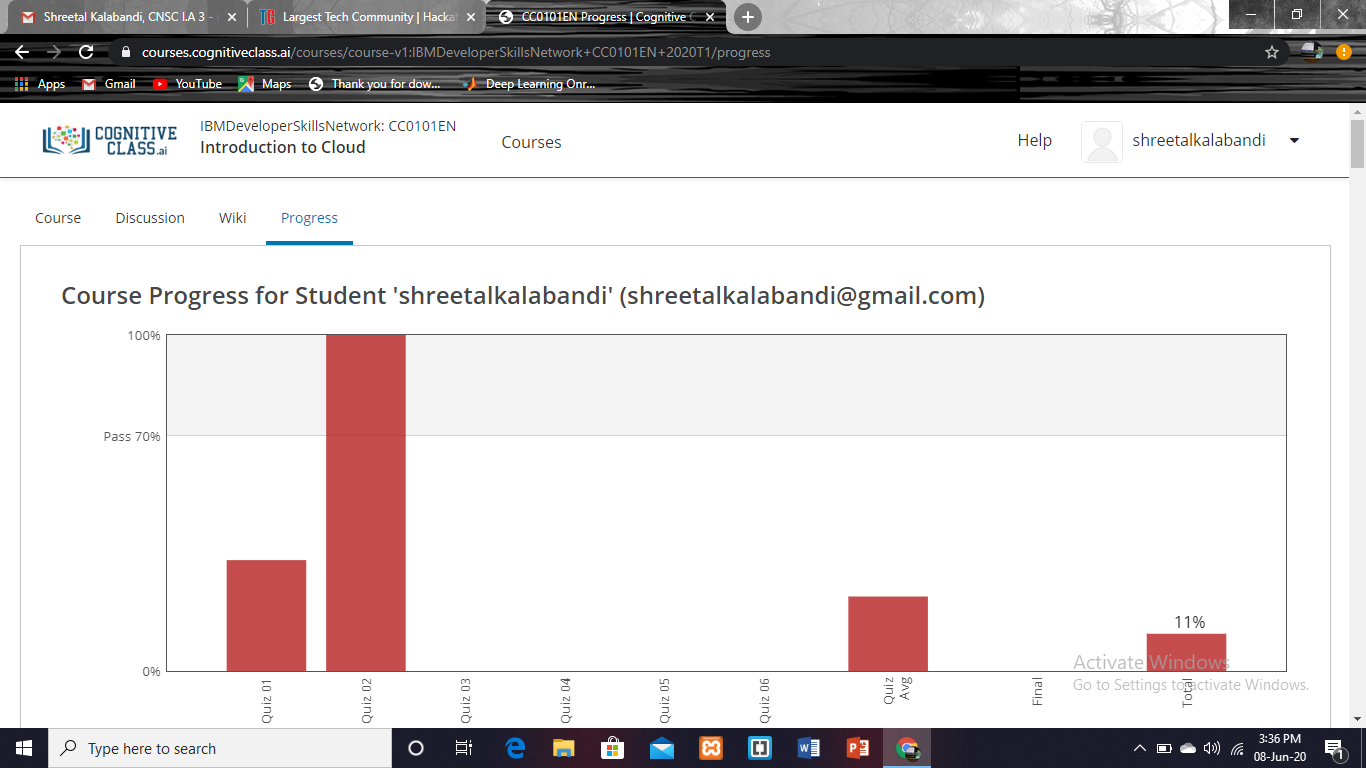 Shreetal Kalabandi, CNSC I.A 3 -
Largest Tech Community | Hacka
CC0101EN Progress | Cognitive
courses.cognitiveclass.ai/courses/course-v1:IBMDeveloperSkillsNetwork+CC0101EN+2020T1/progress
Apps Gmail YouTube Maps Thank you for dow... Deep Learning Onr...
COGNITIVE
CLASS.ai
IBMDeveloperSkillsNetwork: CC0101EN
Introduction to Cloud
Courses
Help
shreetalkalabandi
Course Discussion Wiki Progress
Course Progress for Student 'shreetalkalabandi' (shreetalkalabandi@gmail.com)
100%
Pass 70%
0%
11%
Quiz 01
Quiz 02
Quiz 03
Quiz 04
Quiz 05
Quiz 06
Quiz
Avg
Final
Total
Activate Windows
Go to Settings to activate Windows.
Type here to search
3:36 PM
08-Jun-20
1